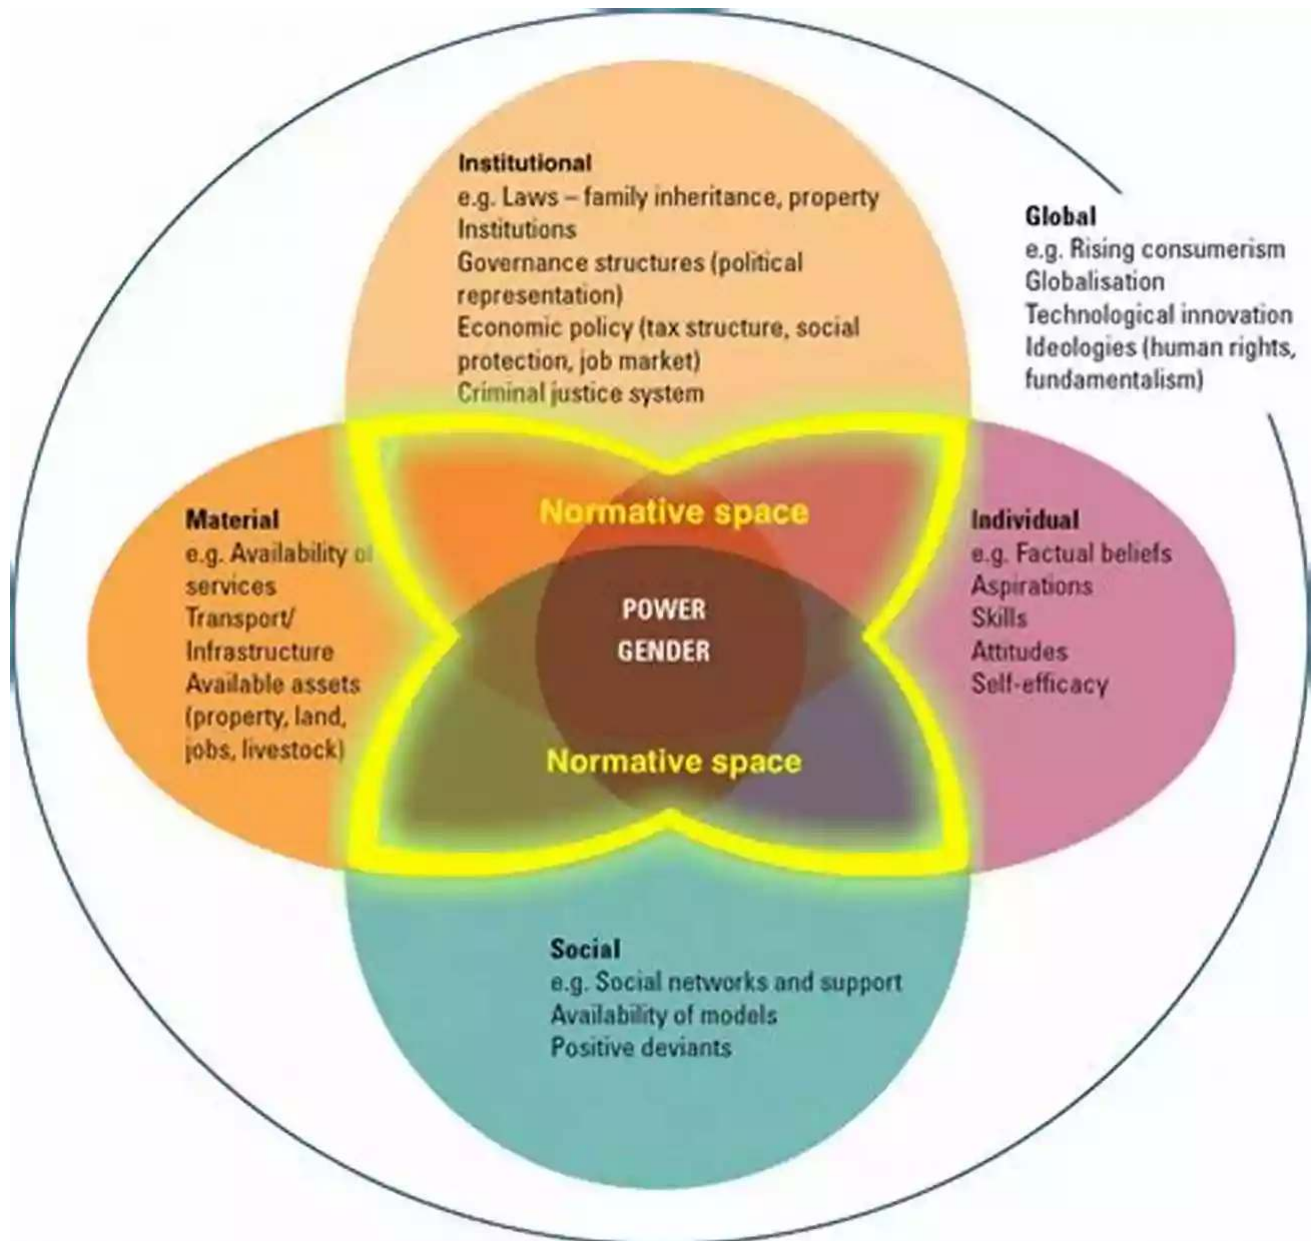 Institutional
e.g. Laws – family inheritance, property
Institutions
Governance structures (political
representation)
Economic policy (tax structure, social
protection, job market)
Criminal justice system
Global
e.g. Rising consumerism
Globalisation
Technological innovation
Ideologies (human rights,
fundamentalism)
Normative space
Material
e.g. Availability of
services
Transport/
Infrastructure
Available assets
(property, land,
jobs, livestock)
POWER
GENDER
Individual
e.g. Factual beliefs
Aspirations
Skills
Attitudes
Self-efficacy
Normative space
Social
e.g. Social networks and support
Availability of models
Positive deviants